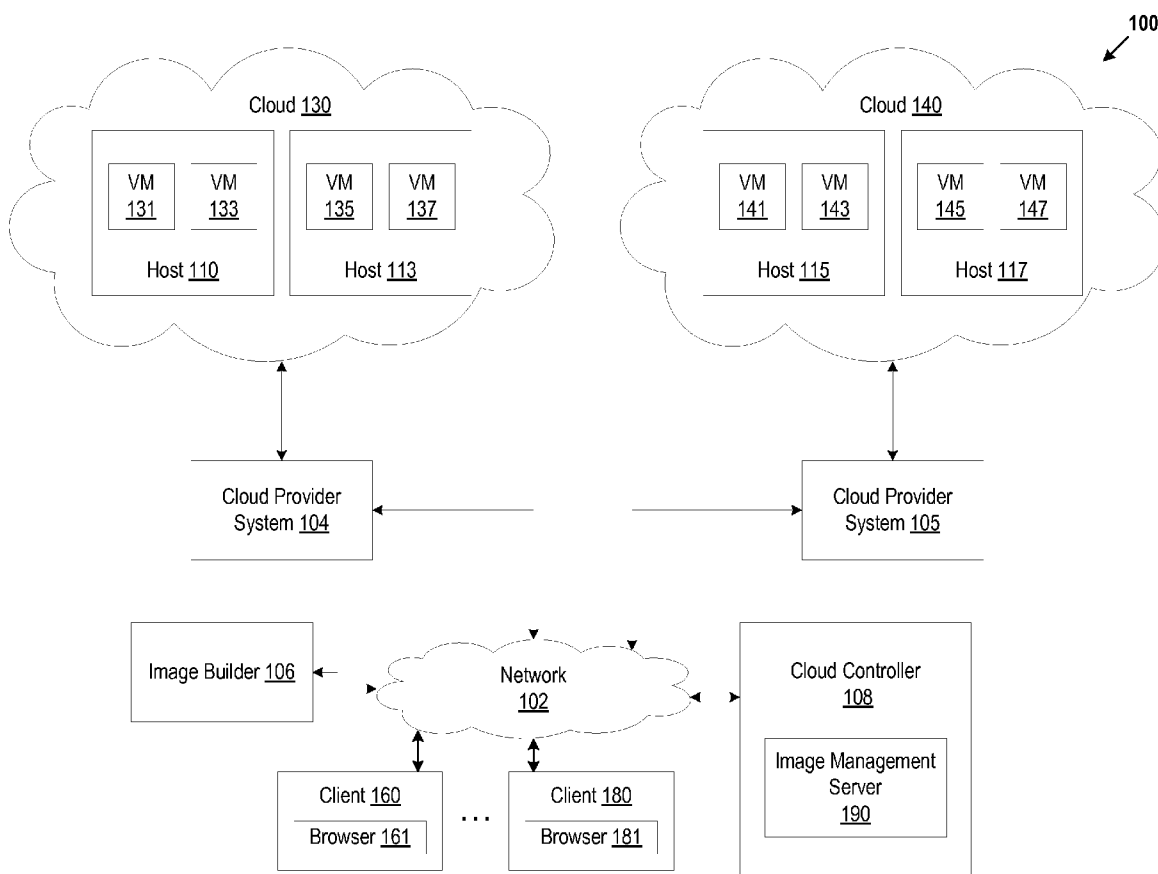 100
Cloud 130
Cloud 140
VM 131
VM 133
VM 135
VM 137
VM 141
VM 143
VM 145
VM 147
Host 110
Host 113
Host 115
Host 117
Cloud Provider
System 104
Cloud Provider
System 105
Image Builder 106
Network
102
Cloud Controller
108
Image Management
Server
190
Client 160
Browser 161
...
Client 180
Browser 181